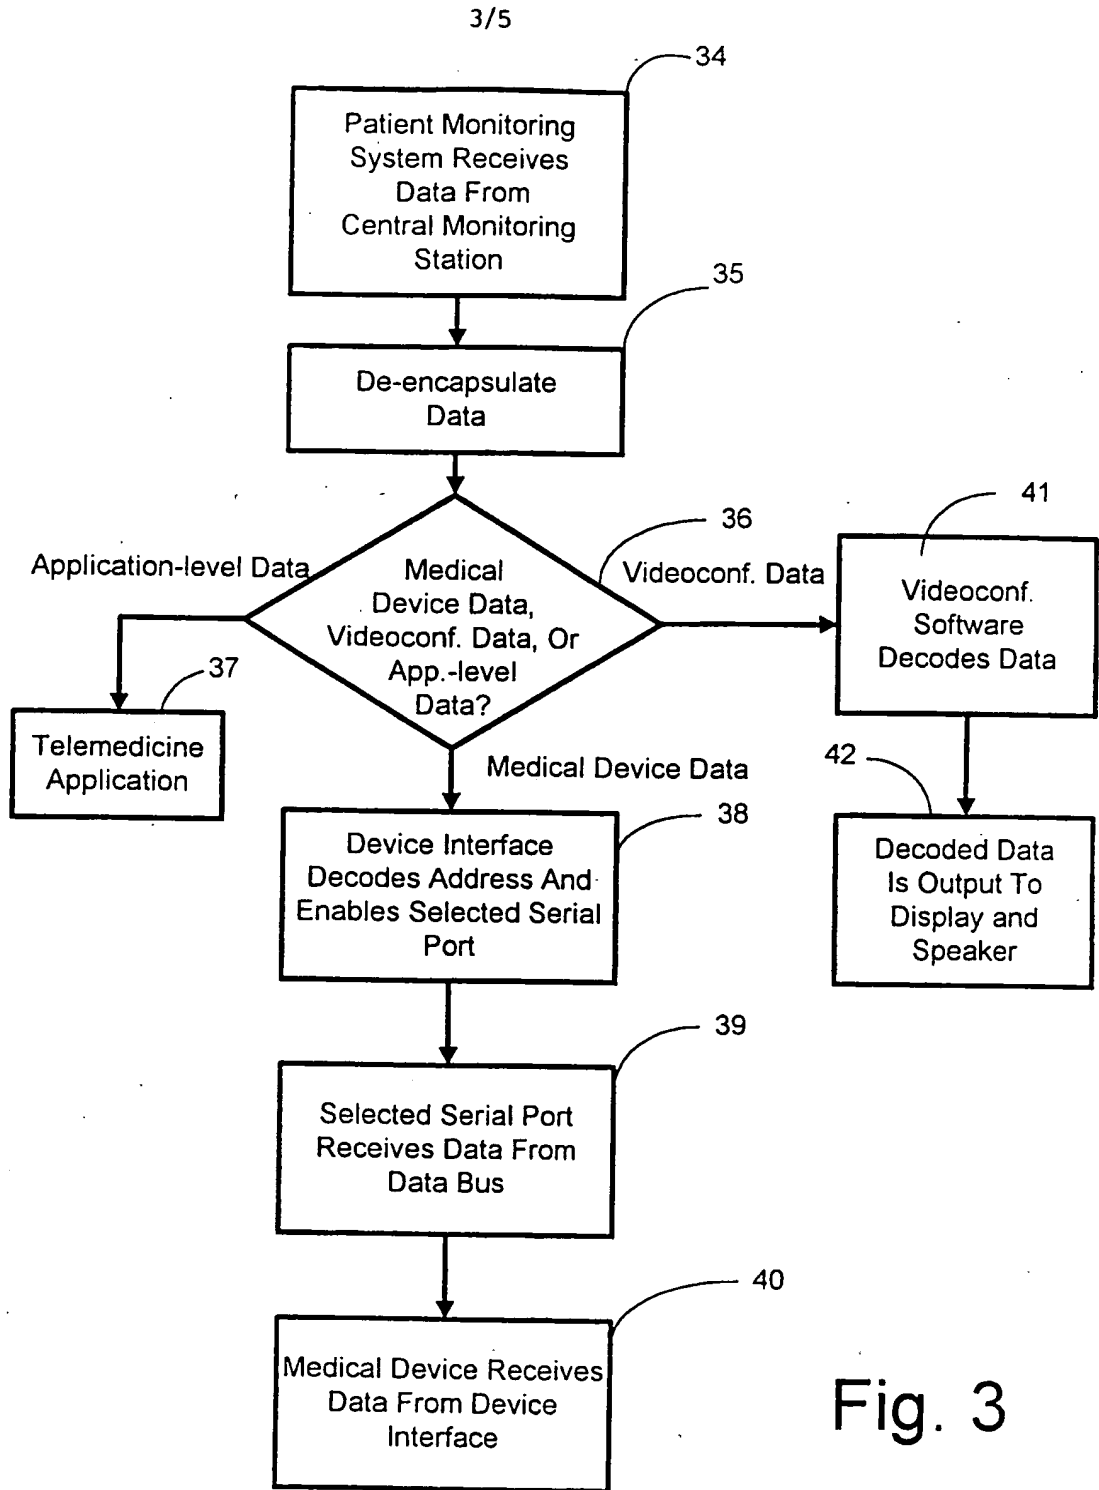 3/5
34
Patient Monitoring
System Receives
Data From
Central Monitoring
Station
35
De-encapsulate
Data
36
Application-level Data
Medical
Device Data,
Videoconf. Data, Or
App.-level
Data?
Videoconf. Data
41
Videoconf.
Software
Decodes Data
37
Telemedicine
Application
Medical Device Data
42
Decoded Data
Is Output To
Display and
Speaker
38
Device Interface
Decodes Address And
Enables Selected Serial
Port
39
Selected Serial Port
Receives Data From
Data Bus
40
Medical Device Receives
Data From Device
Interface
Fig. 3